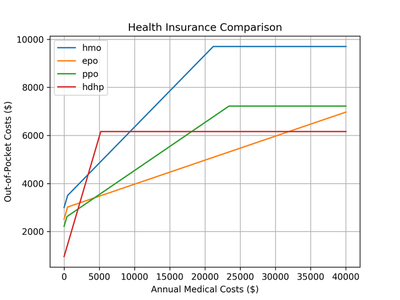 Health Insurance Comparison
Out-of-Pocket Costs ($)
10000
8000
6000
4000
2000
hmo
epo
ppo
hdhp
0 5000 10000 15000 20000 25000 30000 35000 40000
Annual Medical Costs ($)